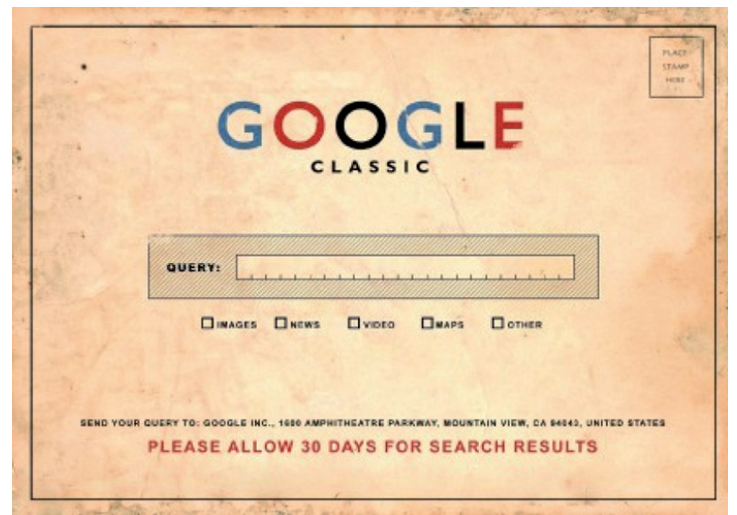 PLACE
STAMP
HERE
GOOGLE
CLASSIC
QUERY:
IMAGES NEWS VIDEO MAPS OTHER
SEND YOUR QUERY TO: GOOGLE INC., 1600 AMPHITHEATRE PARKWAY, MOUNTAIN VIEW, CA 94043, UNITED STATES
PLEASE ALLOW 30 DAYS FOR SEARCH RESULTS